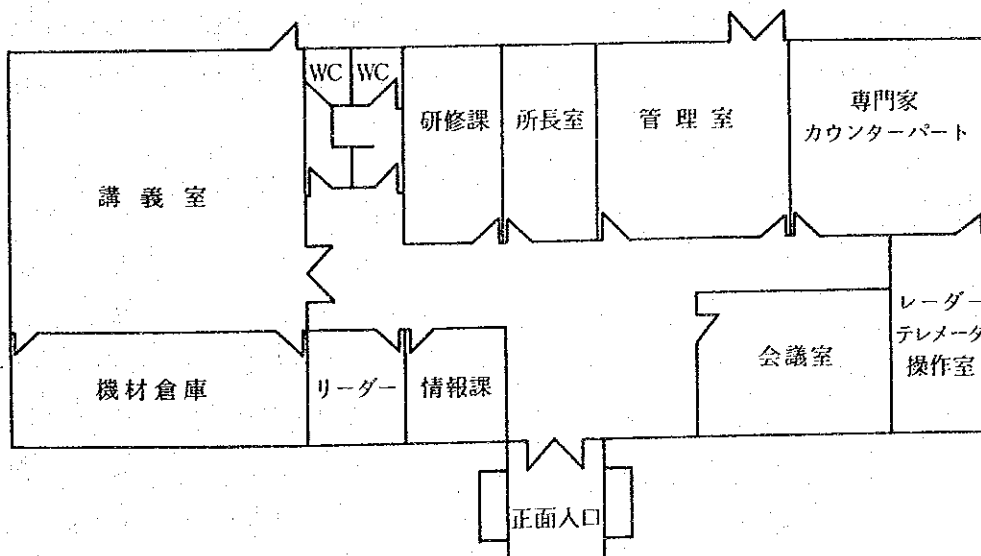 WC
WC
研修課
所長室
管理室
専門家
カウンターパート
講義室
レーダー
テレメータ
操作室
会議室
機材倉庫
リーダー
情報課
正面入口